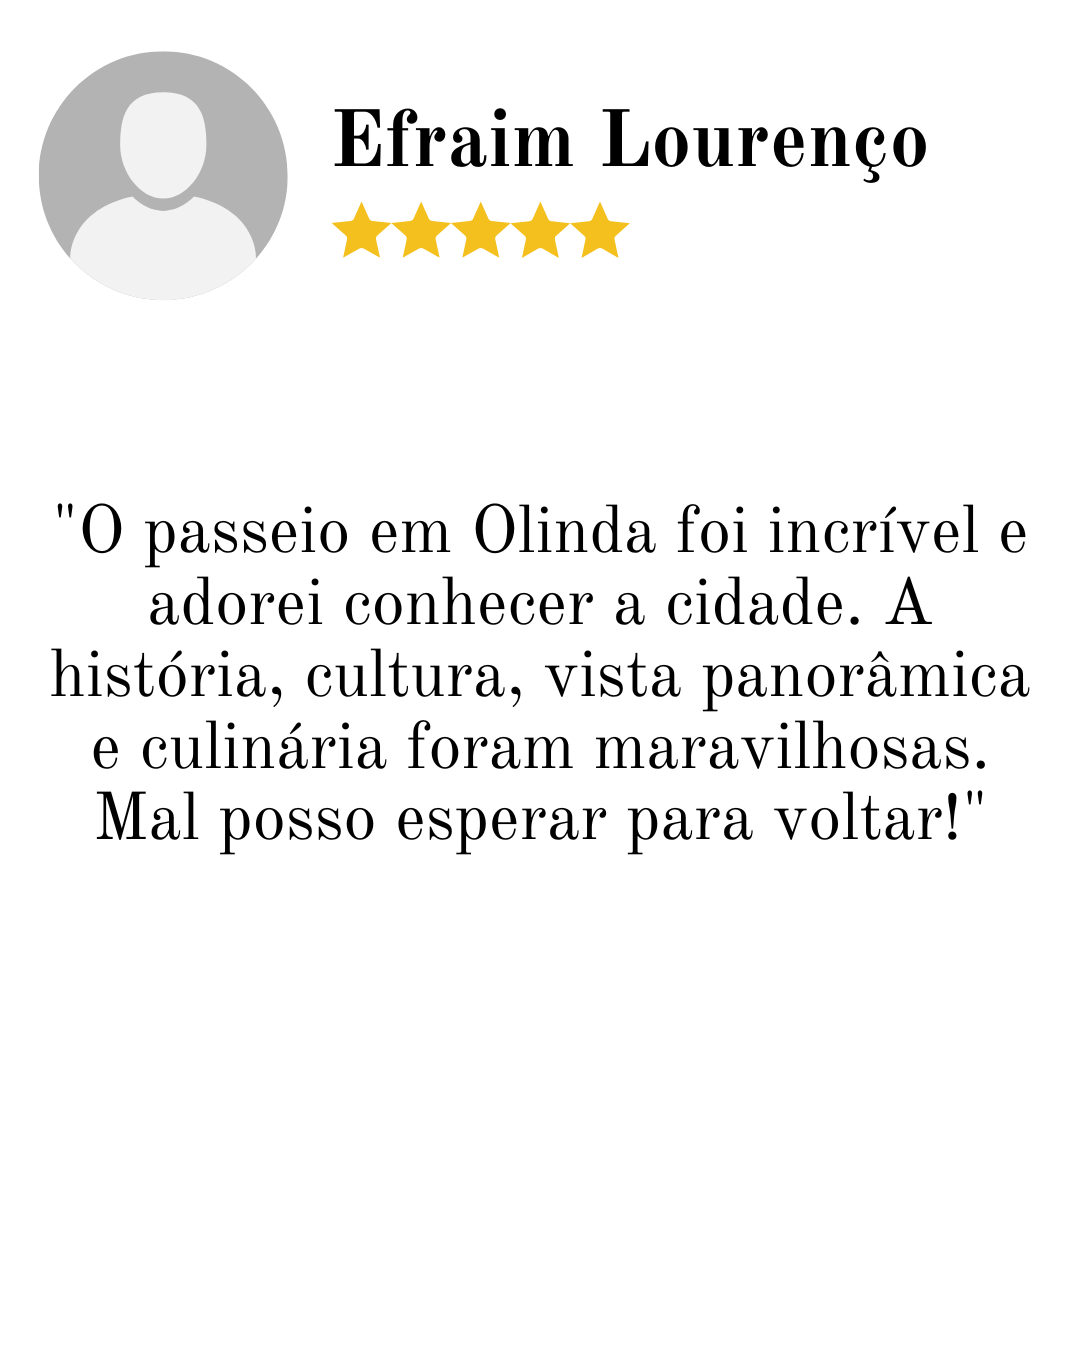 Efraim Lourenço
"O passeio em Olinda foi incrível e
adorei conhecer a cidade. A
história, cultura, vista panorâmica
e culinária foram maravilhosas.
Mal posso esperar para voltar!"